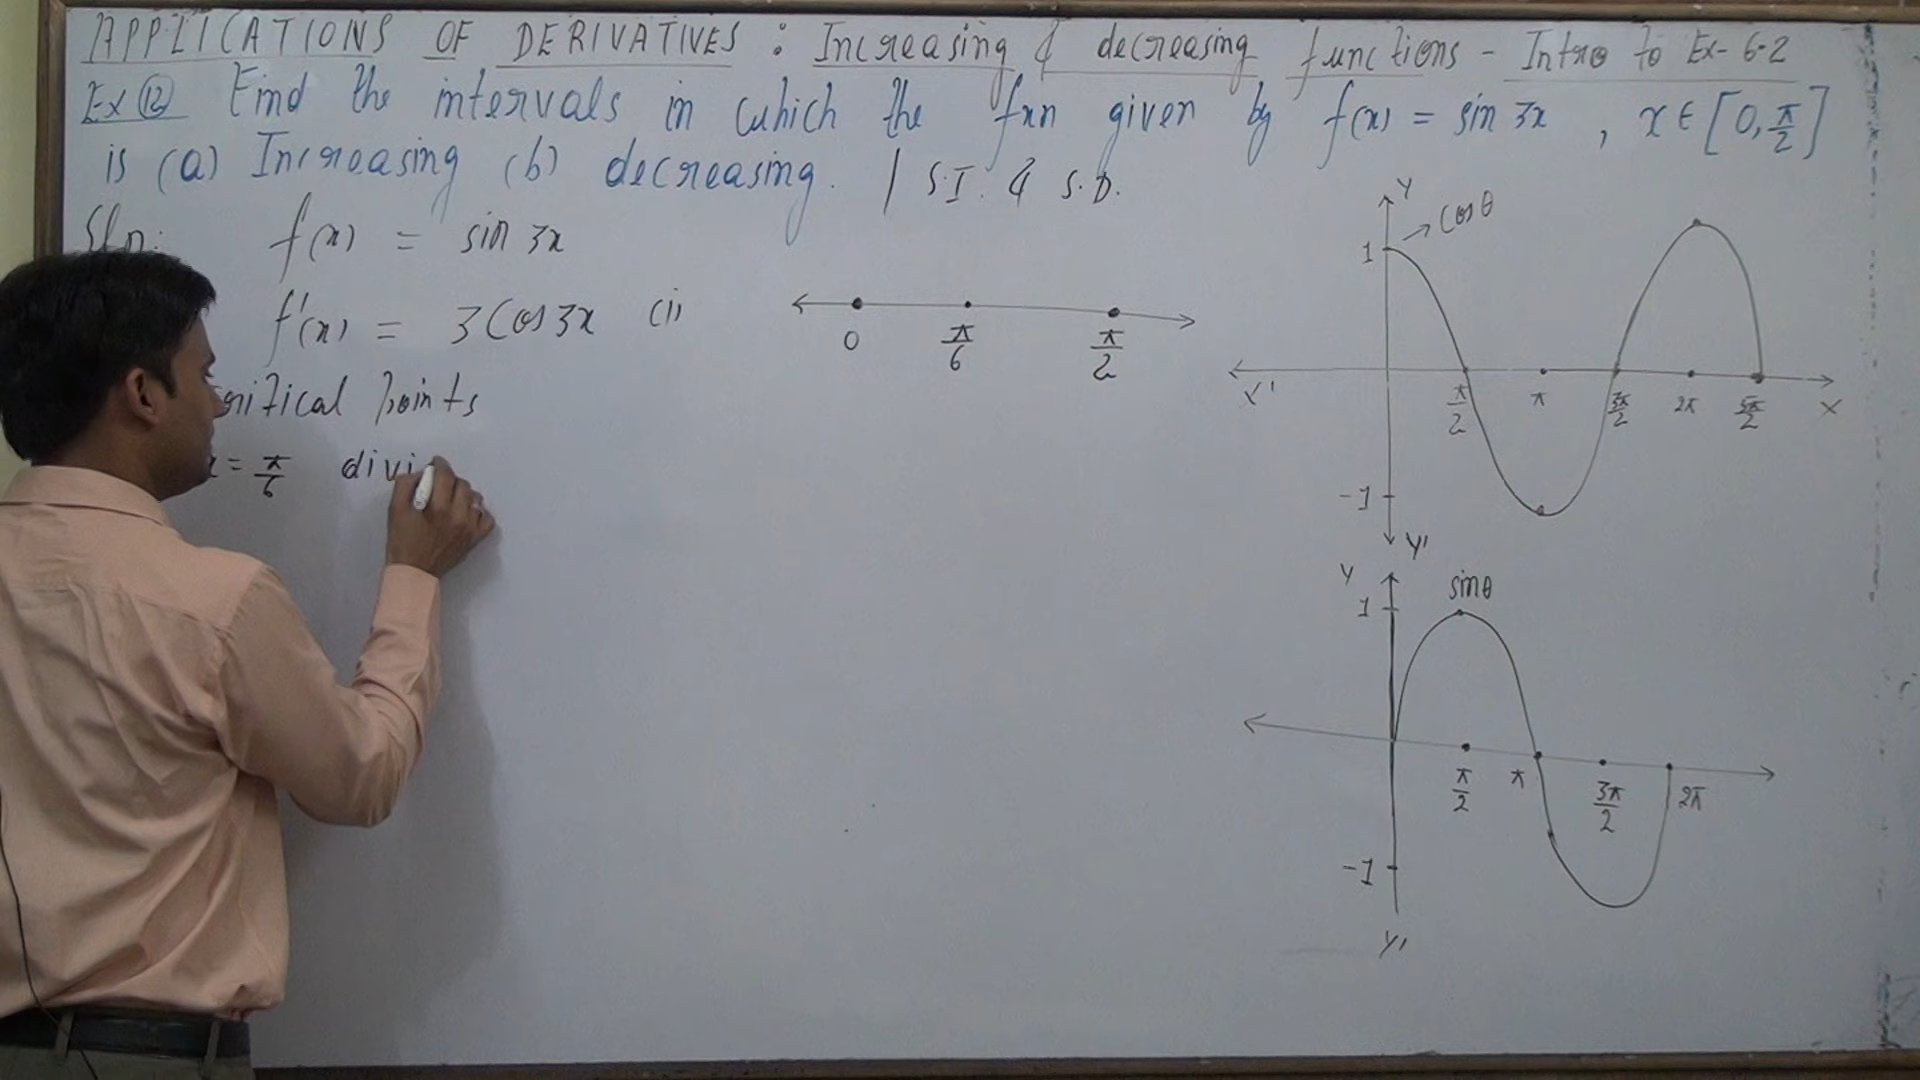 APPLICATIONS OF DERIVATIVES : Increasing & decreasing functions - Intro to Ex-6.2
Ex ⑫ Find the intervals in which the fxn given by f(x) = sin 3x , x ∈ [0, π/2]
is (a) Increasing (b) decreasing. / S.I. & S.D.
Sln:
f(x) = sin 3x
f'(x) = 3 Cos 3x (i)
critical Points
x = π/6 divi
0 π/6 π/2
Y
→ Cos θ
1
X' π/2 π 3π/2 2π 5π/2 X
-1
Y'
Y
sin θ
1
π/2 π 3π/2 2π
-1
Y'